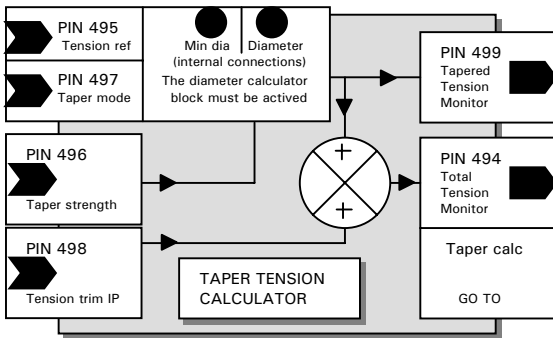 PIN 495
Tension ref
PIN 497
Taper mode
Min dia
Diameter
(internal connections)
The diameter calculator
block must be actived
PIN 499
Tapered
Tension
Monitor
PIN 496
Taper strength
PIN 494
Total
Tension
Monitor
PIN 498
Tension trim IP
+
+
TAPER TENSION
CALCULATOR
Taper calc
GO TO